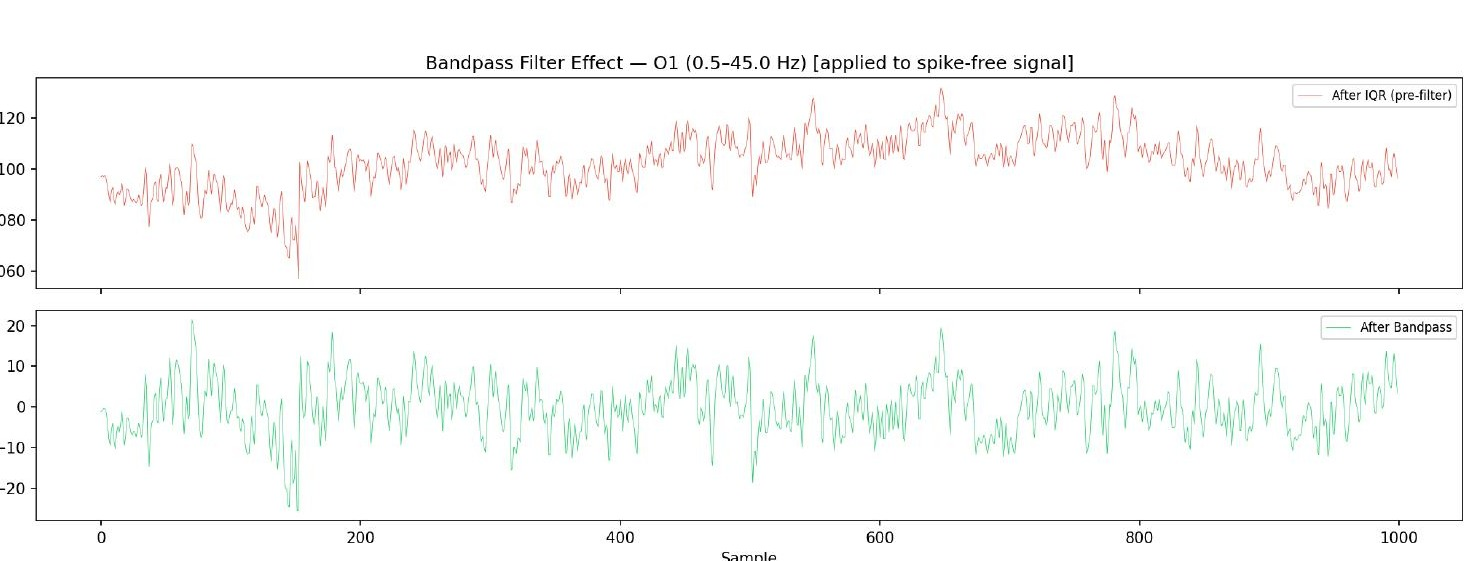 Bandpass Filter Effect — O1 (0.5–45.0 Hz) [applied to spike-free signal]
After IQR (pre-filter)
120
100
080
060
After Bandpass
20
10
0
−10
−20
0 200 400 600 800 1000
Sample